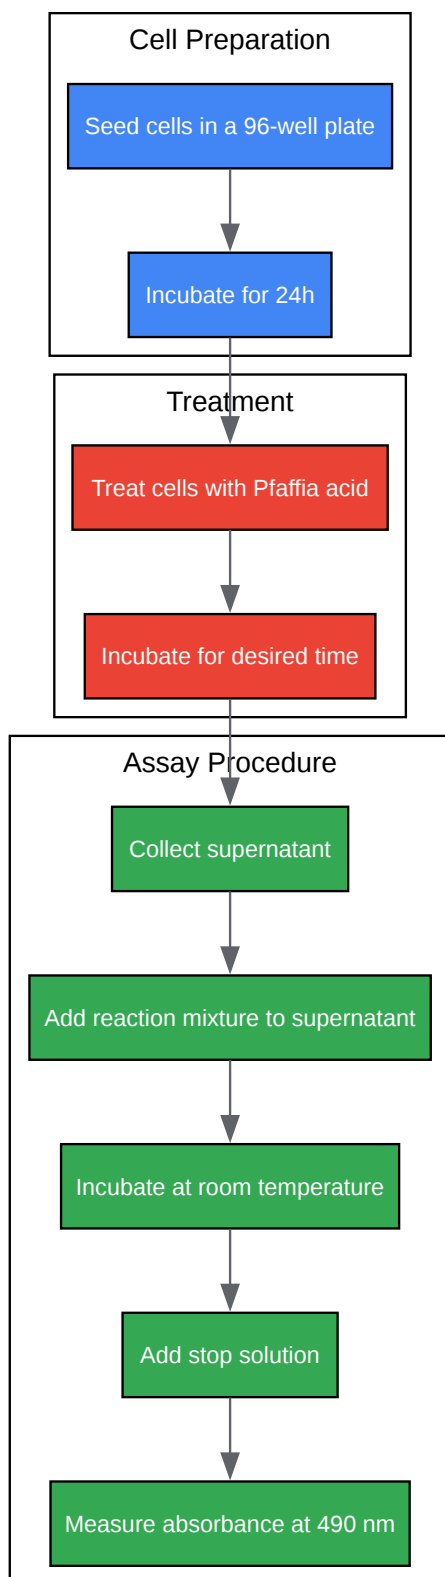 Cell Preparation
Seed cells in a 96-well plate
Incubate for 24h
Treatment
Treat cells with Pfaffia acid
Incubate for desired time
Assay Procedure
Collect supernatant
Add reaction mixture to supernatant
Incubate at room temperature
Add stop solution
Measure absorbance at 490 nm